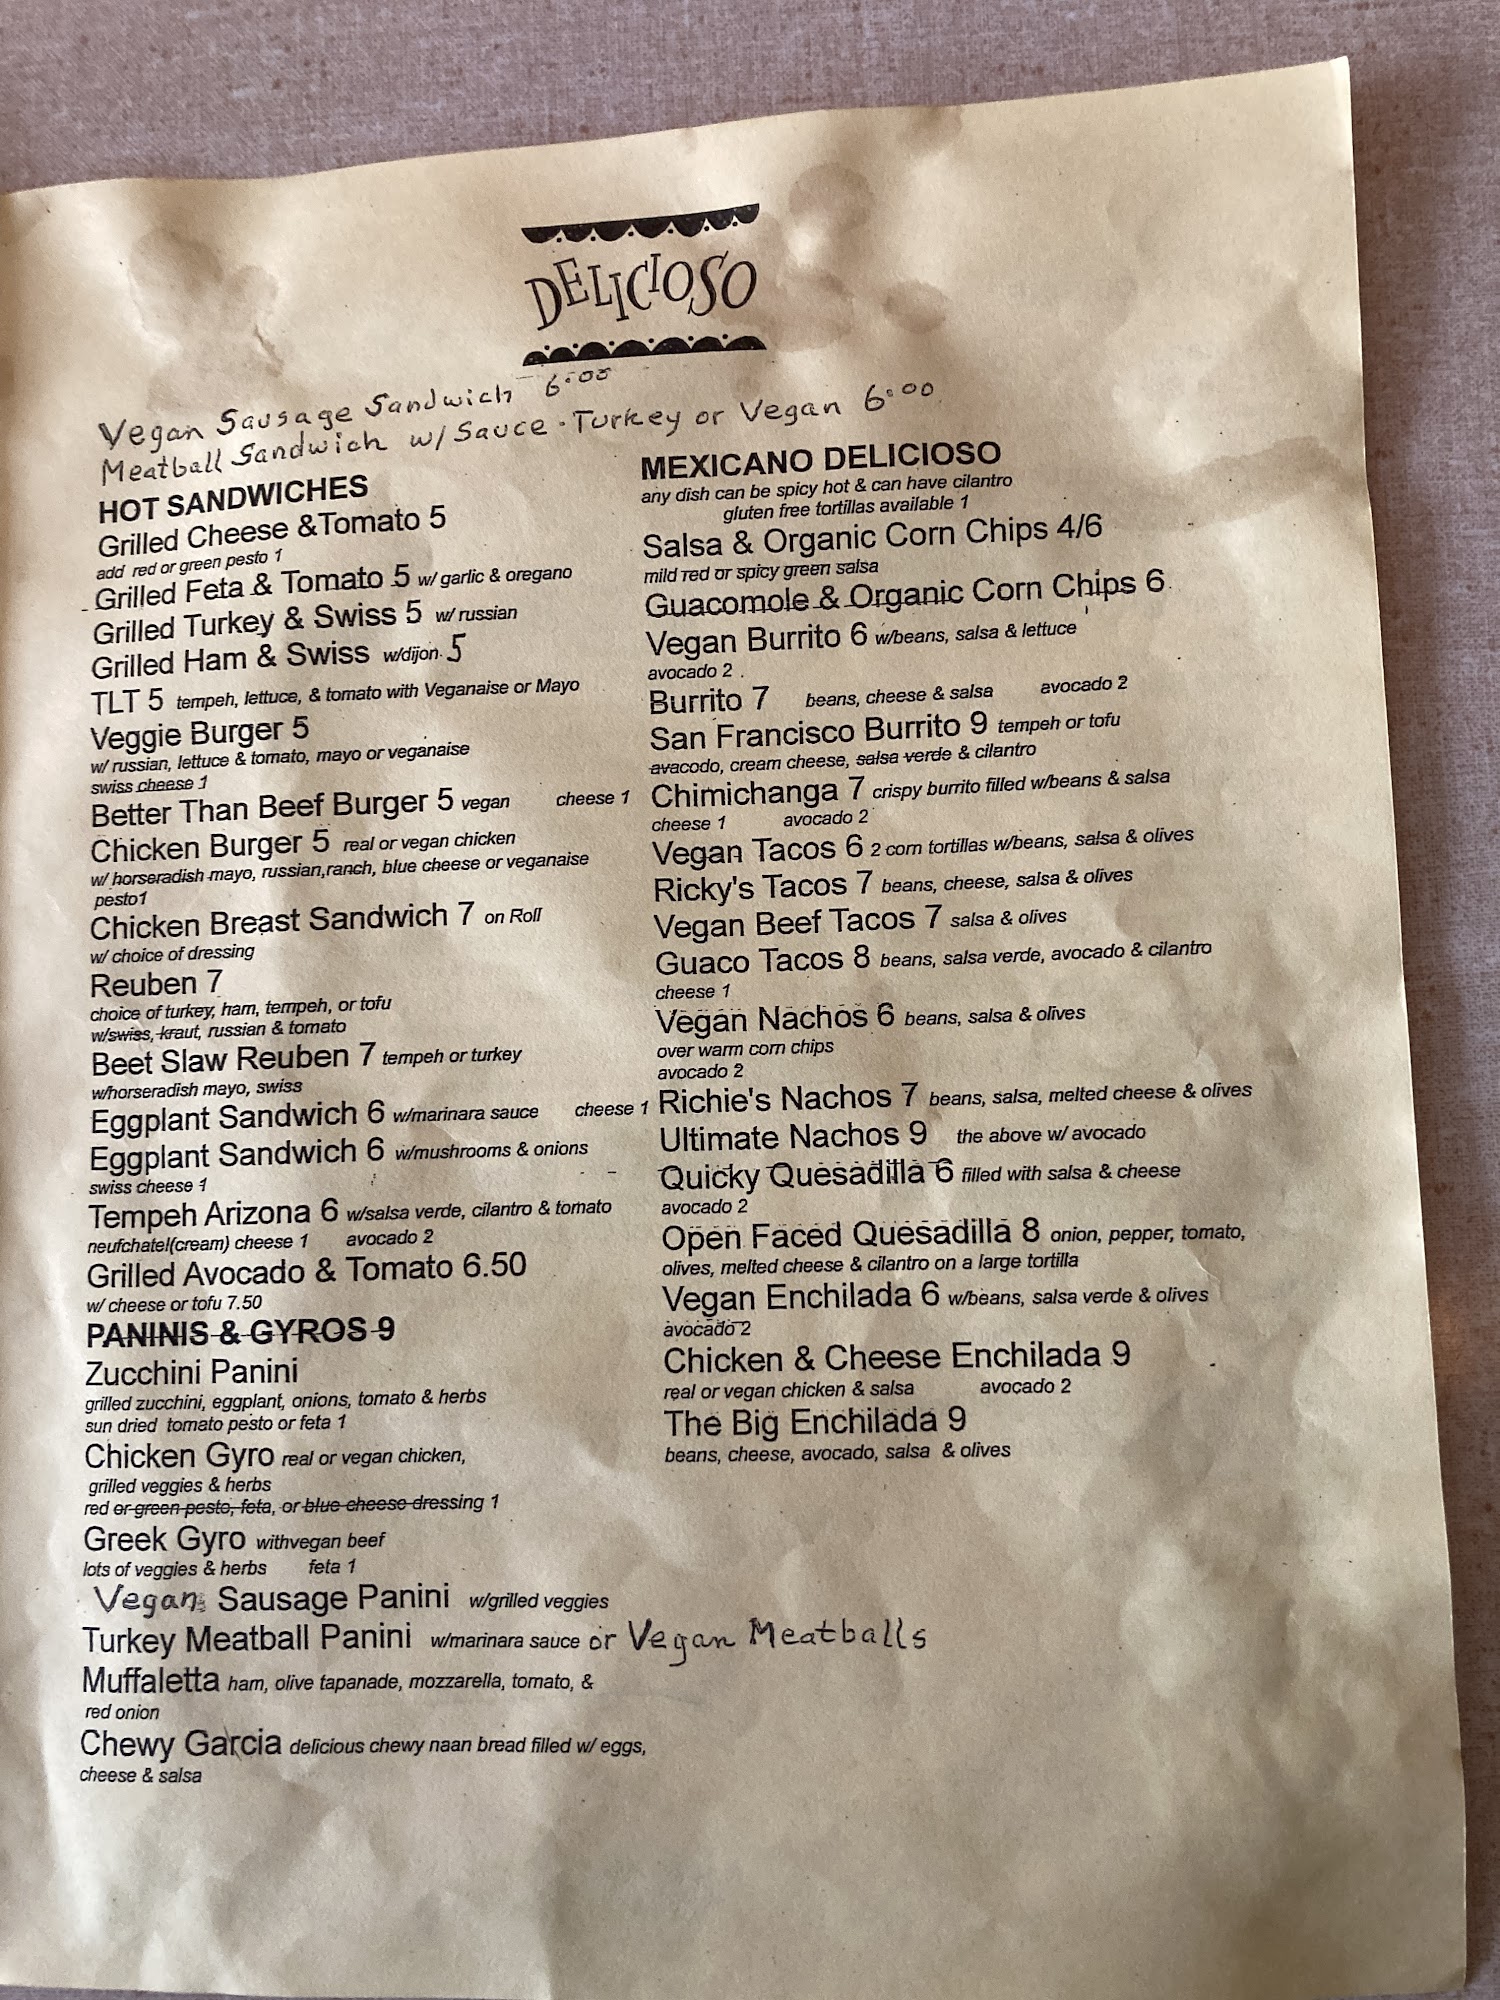 DELICIOSO
Vegan Sausage Sandwich 6.00
Meatball Sandwich w/ Sauce - Turkey or Vegan 6.00
HOT SANDWICHES
Grilled Cheese &Tomato 5
add red or green pesto 1
Grilled Feta & Tomato 5 w/ garlic & oregano
Grilled Turkey & Swiss 5 w/ russian
Grilled Ham & Swiss w/dijon 5
TLT 5 tempeh, lettuce, & tomato with Veganaise or Mayo
Veggie Burger 5
w/ russian, lettuce & tomato, mayo or veganaise
swiss cheese 1
Better Than Beef Burger 5 vegan cheese 1
Chicken Burger 5 real or vegan chicken
w/ horseradish mayo, russian,ranch, blue cheese or veganaise
pesto1
Chicken Breast Sandwich 7 on Roll
w/ choice of dressing
Reuben 7
choice of turkey, ham, tempeh, or tofu
w/swiss, kraut, russian & tomato
Beet Slaw Reuben 7 tempeh or turkey
w/horseradish mayo, swiss
Eggplant Sandwich 6 w/marinara sauce cheese 1
Eggplant Sandwich 6 w/mushrooms & onions
swiss cheese 1
Tempeh Arizona 6 w/salsa verde, cilantro & tomato
neufchatel(cream) cheese 1 avocado 2
Grilled Avocado & Tomato 6.50
w/ cheese or tofu 7.50
PANINIS & GYROS 9
Zucchini Panini
grilled zucchini, eggplant, onions, tomato & herbs
sun dried tomato pesto or feta 1
Chicken Gyro real or vegan chicken,
grilled veggies & herbs
red or green pesto, feta, or blue cheese dressing 1
Greek Gyro withvegan beef
lots of veggies & herbs feta 1
Vegan Sausage Panini w/grilled veggies
Turkey Meatball Panini w/marinara sauce or Vegan Meatballs
Muffaletta ham, olive tapanade, mozzarella, tomato, &
red onion
Chewy Garcia delicious chewy naan bread filled w/ eggs,
cheese & salsa
MEXICANO DELICIOSO
any dish can be spicy hot & can have cilantro
gluten free tortillas available 1
Salsa & Organic Corn Chips 4/6
mild red or spicy green salsa
Guacomole & Organic Corn Chips 6
Vegan Burrito 6 w/beans, salsa & lettuce
avocado 2
Burrito 7 beans, cheese & salsa avocado 2
San Francisco Burrito 9 tempeh or tofu
avacodo, cream cheese, salsa verde & cilantro
Chimichanga 7 crispy burrito filled w/beans & salsa
cheese 1 avocado 2
Vegan Tacos 6 2 corn tortillas w/beans, salsa & olives
Ricky's Tacos 7 beans, cheese, salsa & olives
Vegan Beef Tacos 7 salsa & olives
Guaco Tacos 8 beans, salsa verde, avocado & cilantro
cheese 1
Vegan Nachos 6 beans, salsa & olives
over warm corn chips
avocado 2
Richie's Nachos 7 beans, salsa, melted cheese & olives
Ultimate Nachos 9 the above w/ avocado
Quicky Quesadilla 6 filled with salsa & cheese
avocado 2
Open Faced Quesadilla 8 onion, pepper, tomato,
olives, melted cheese & cilantro on a large tortilla
Vegan Enchilada 6 w/beans, salsa verde & olives
avocado 2
Chicken & Cheese Enchilada 9
real or vegan chicken & salsa avocado 2
The Big Enchilada 9
beans, cheese, avocado, salsa & olives